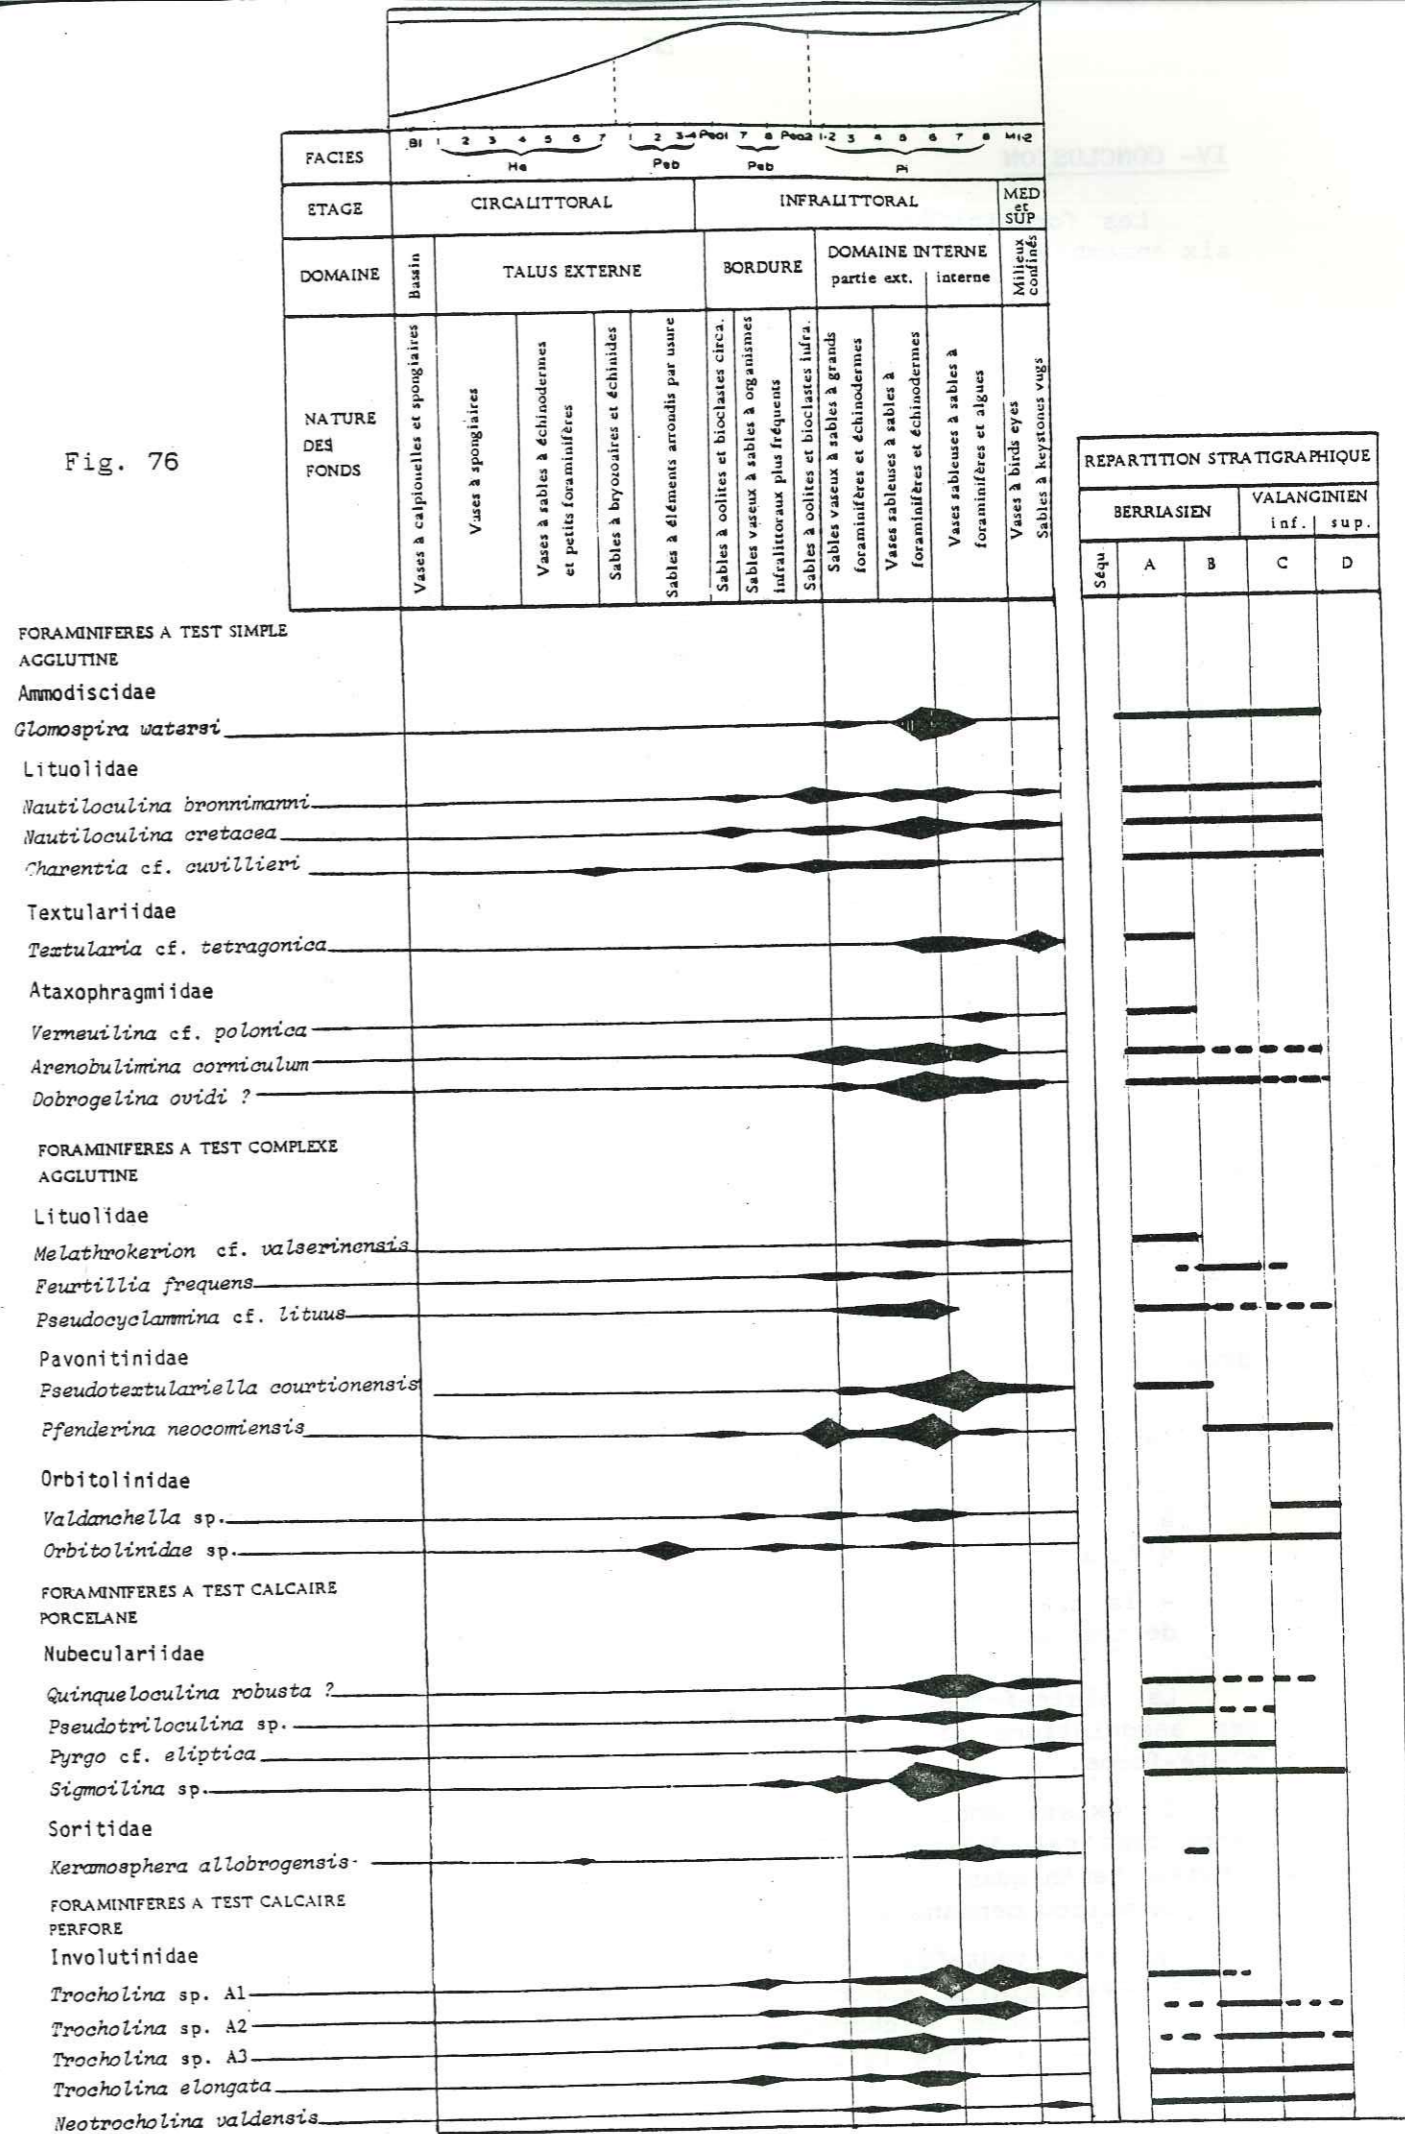 IV- CONCLUSION
FACIES
B1 1 2 3 4 5 6 7 1 2 3-4 Peo1 7 8 Peo2 1-2 3 4 5 6 7 8 M1-2
He Peb Peb Pi
ETAGE
CIRCALITTORAL
INFRALITTORAL
MED
et
SUP
DOMAINE
Bassin
TALUS EXTERNE
BORDURE
DOMAINE INTERNE
partie ext.
interne
Milieux
confinés
NATURE
DES
FONDS
Vases à calpionelles et spongiaires
Vases à spongiaires
Vases à sables à échinodermes
et petits foraminifères
Sables à bryozoaires et échinides
Sables à éléments arrondis par usure
Sables à oolites et bioclastes circa.
Sables vaseux à sables à organismes
infralittoraux plus fréquents
Sables à oolites et bioclastes infra.
Sables vaseux à sables à grands
foraminifères et échinodermes
Vases sableuses à sables à
foraminifères et échinodermes
Vases sableuses à sables à
foraminifères et algues
Vases à birds eyes
Sables à keystones vugs
Fig. 76
REPARTITION STRATIGRAPHIQUE
BERRIASIEN
VALANGINIEN
inf. sup.
Séqu.
A B C D
FORAMINIFERES A TEST SIMPLE
AGGLUTINE
Ammodiscidae
Glomospira watersi
Lituolidae
Nautiloculina bronnimanni
Nautiloculina cretacea
Charentia cf. cuvillieri
Textulariidae
Textularia cf. tetragonica
Ataxophragmiidae
Verneuilina cf. polonica
Arenobulimina corniculum
Dobrogelina ovidi ?
FORAMINIFERES A TEST COMPLEXE
AGGLUTINE
Lituolidae
Melathrokerion cf. valserinensis
Feurtillia frequens
Pseudocyclammina cf. lituus
Pavonitinidae
Pseudotextulariella courtionensis
Pfenderina neocomiensis
Orbitolinidae
Valdanchella sp.
Orbitolinidae sp.
FORAMINIFERES A TEST CALCAIRE
PORCELANE
Nubeculariidae
Quinqueloculina robusta ?
Pseudotriloculina sp.
Pyrgo cf. eliptica
Sigmoilina sp.
Soritidae
Keramosphera allobrogensis
FORAMINIFERES A TEST CALCAIRE
PERFORE
Involutinidae
Trocholina sp. A1
Trocholina sp. A2
Trocholina sp. A3
Trocholina elongata
Neotrocholina valdensis